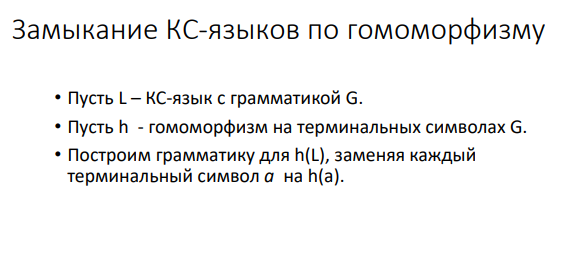 Замыкание КС-языков по гомоморфизму
• Пусть L – КС-язык с грамматикой G.
• Пусть h - гомоморфизм на терминальных символах G.
• Построим грамматику для h(L), заменяя каждый
терминальный символ a на h(a).